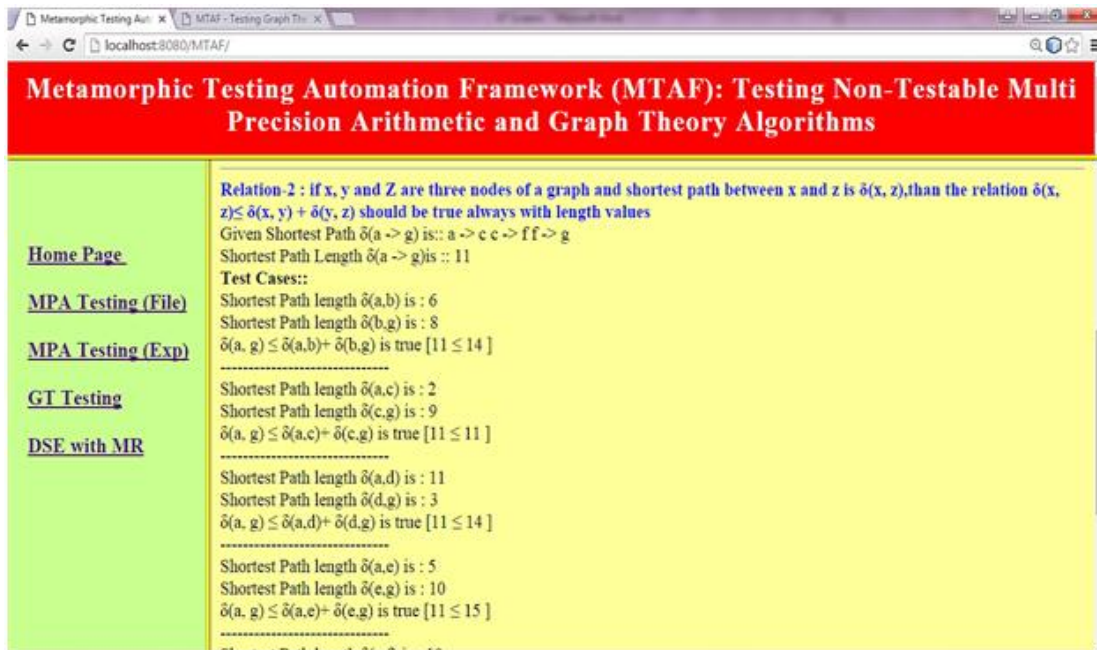 Metamorphic Testing Aut
MTAF - Testing Graph Th
localhost:8080/MTAF/
Metamorphic Testing Automation Framework (MTAF): Testing Non-Testable Multi
Precision Arithmetic and Graph Theory Algorithms
Home Page
MPA Testing (File)
MPA Testing (Exp)
GT Testing
DSE with MR
Relation-2 : if x, y and Z are three nodes of a graph and shortest path between x and z is δ(x, z),than the relation δ(x,
z)≤ δ(x, y) + δ(y, z) should be true always with length values
Given Shortest Path δ(a -> g) is:: a -> c c -> f f -> g
Shortest Path Length δ(a -> g)is :: 11
Test Cases::
Shortest Path length δ(a,b) is : 6
Shortest Path length δ(b,g) is : 8
δ(a, g) ≤ δ(a,b)+ δ(b,g) is true [11 ≤ 14 ]
------------------------------
Shortest Path length δ(a,c) is : 2
Shortest Path length δ(c,g) is : 9
δ(a, g) ≤ δ(a,c)+ δ(c,g) is true [11 ≤ 11 ]
------------------------------
Shortest Path length δ(a,d) is : 11
Shortest Path length δ(d,g) is : 3
δ(a, g) ≤ δ(a,d)+ δ(d,g) is true [11 ≤ 14 ]
------------------------------
Shortest Path length δ(a,e) is : 5
Shortest Path length δ(e,g) is : 10
δ(a, g) ≤ δ(a,e)+ δ(e,g) is true [11 ≤ 15 ]
------------------------------